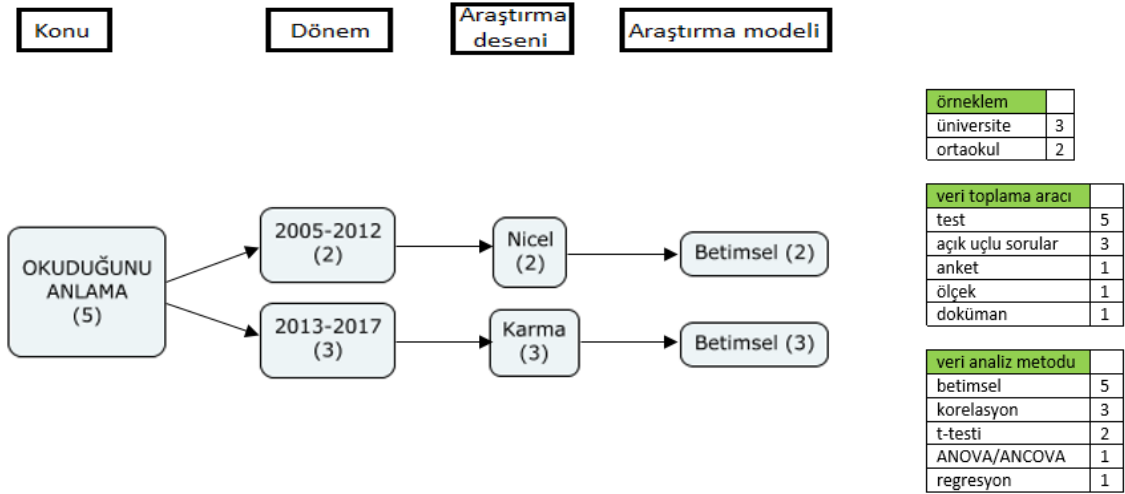 Konu
Dönem
Araştırma
deseni
Araştırma modeli
OKUDUĞUNU
ANLAMA
(5)
2005-2012
(2)
Nicel
(2)
Betimsel (2)
2013-2017
(3)
Karma
(3)
Betimsel (3)
örneklem
üniversite 3
ortaokul 2
veri toplama aracı
test 5
açık uçlu sorular 3
anket 1
ölçek 1
doküman 1
veri analiz metodu
betimsel 5
korelasyon 3
t-testi 2
ANOVA/ANCOVA 1
regresyon 1